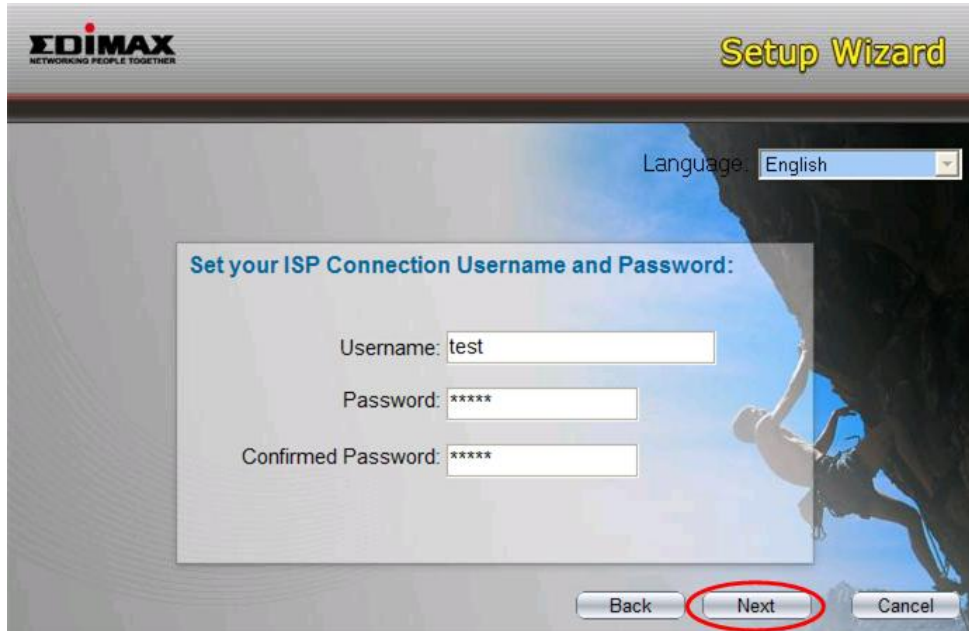 EDIMAX
NETWORKING PEOPLE TOGETHER
Setup Wizard
Language: English
Set your ISP Connection Username and Password:
Username: test
Password: *****
Confirmed Password: *****
Back Next Cancel